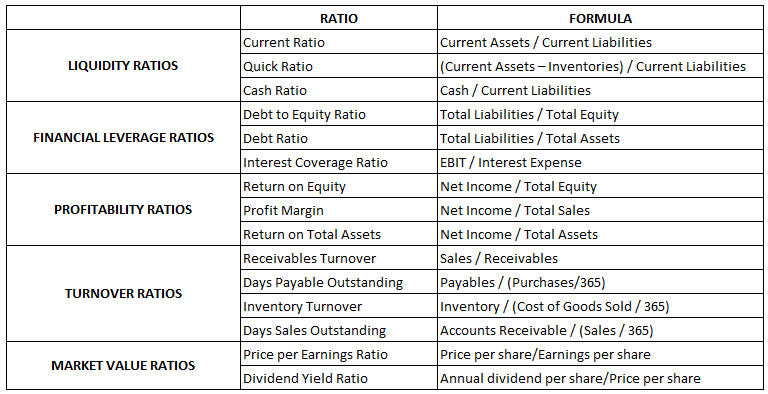 RATIO FORMULA
LIQUIDITY RATIOS
Current Ratio Current Assets / Current Liabilities
Quick Ratio (Current Assets – Inventories) / Current Liabilities
Cash Ratio Cash / Current Liabilities
FINANCIAL LEVERAGE RATIOS
Debt to Equity Ratio Total Liabilities / Total Equity
Debt Ratio Total Liabilities / Total Assets
Interest Coverage Ratio EBIT / Interest Expense
PROFITABILITY RATIOS
Return on Equity Net Income / Total Equity
Profit Margin Net Income / Total Sales
Return on Total Assets Net Income / Total Assets
TURNOVER RATIOS
Receivables Turnover Sales / Receivables
Days Payable Outstanding Payables / (Purchases/365)
Inventory Turnover Inventory / (Cost of Goods Sold / 365)
Days Sales Outstanding Accounts Receivable / (Sales / 365)
MARKET VALUE RATIOS
Price per Earnings Ratio Price per share/Earnings per share
Dividend Yield Ratio Annual dividend per share/Price per share